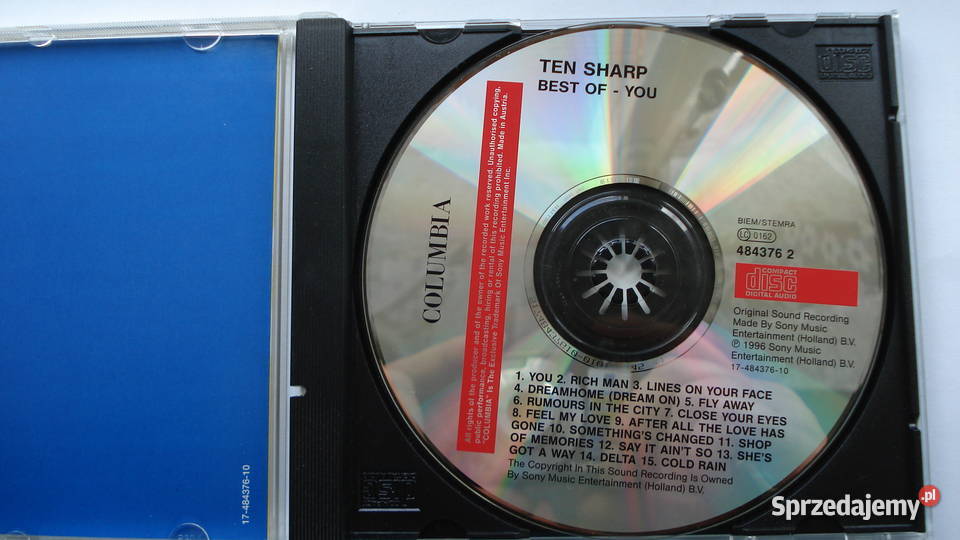 TEN SHARP
BEST OF - YOU
COLUMBIA
All rights of the producer and of the owner of the recorded work reserved. Unauthorised copying,
public performance, broadcasting, hiring or rental of this recording prohibited. Made in Austria.
"COLUMBIA" Is The Exclusive Trademark Of Sony Music Entertainment Inc.
BIEM/STEMRA
LC 0162
484376 2
COMPACT
disc
DIGITAL AUDIO
Original Sound Recording
Made By Sony Music
Entertainment (Holland) B.V.
℗ 1996 Sony Music
Entertainment (Holland) B.V.
17-484376-10
1. YOU 2. RICH MAN 3. LINES ON YOUR FACE
4. DREAMHOME (DREAM ON) 5. FLY AWAY
6. RUMOURS IN THE CITY 7. CLOSE YOUR EYES
8. FEEL MY LOVE 9. AFTER ALL THE LOVE HAS
GONE 10. SOMETHING'S CHANGED 11. SHOP
OF MEMORIES 12. SAY IT AIN'T SO 13. SHE'S
GOT A WAY 14. DELTA 15. COLD RAIN
The Copyright In This Sound Recording Is Owned
By Sony Music Entertainment (Holland) B.V.
17-484376-10
disc
Sprzedajemy.pl